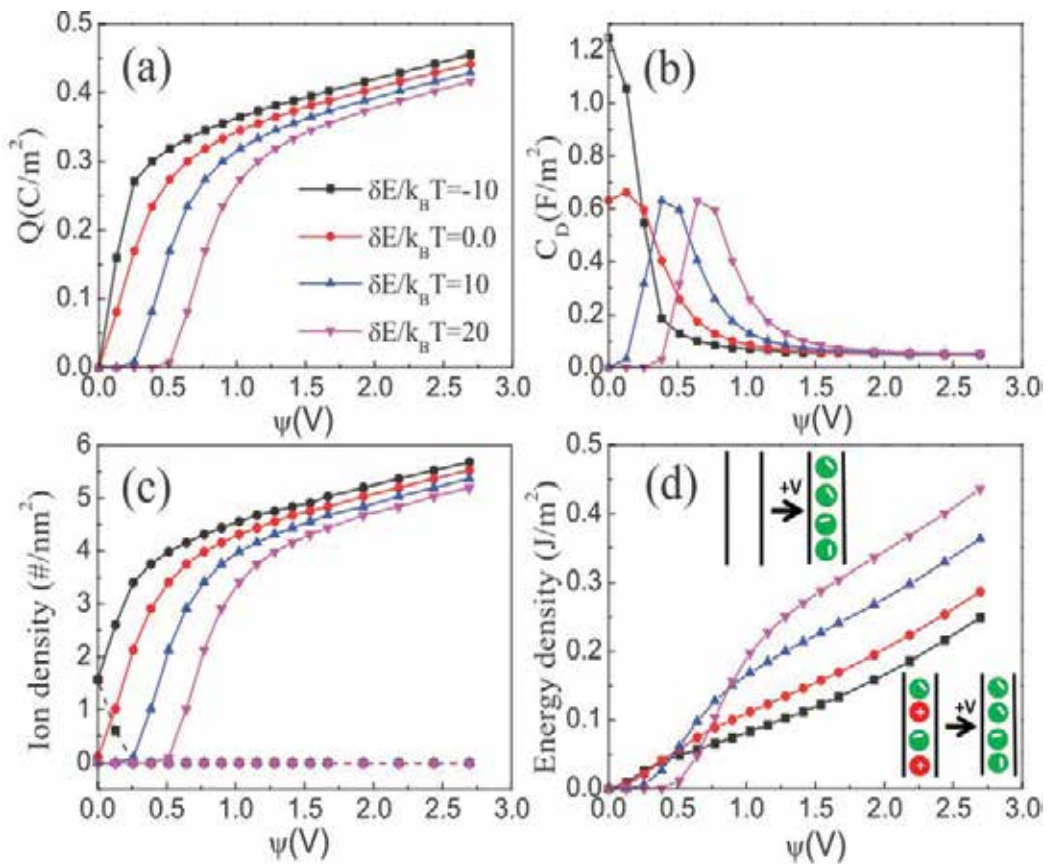 (a)
0.5
0.4
0.3
0.2
0.1
0.0
Q(C/m²)
δE/k_BT=-10
δE/k_BT=0.0
δE/k_BT=10
δE/k_BT=20
0.0 0.5 1.0 1.5 2.0 2.5 3.0
ψ(V)
(b)
1.2
1.0
0.8
0.6
0.4
0.2
0.0
C_D(F/m²)
0.0 0.5 1.0 1.5 2.0 2.5 3.0
ψ(V)
(c)
6
5
4
3
2
1
0
Ion density (#/nm²)
0.0 0.5 1.0 1.5 2.0 2.5 3.0
ψ(V)
(d)
0.5
0.4
0.3
0.2
0.1
0.0
Energy density (J/m²)
+V
+V
0.0 0.5 1.0 1.5 2.0 2.5 3.0
ψ(V)